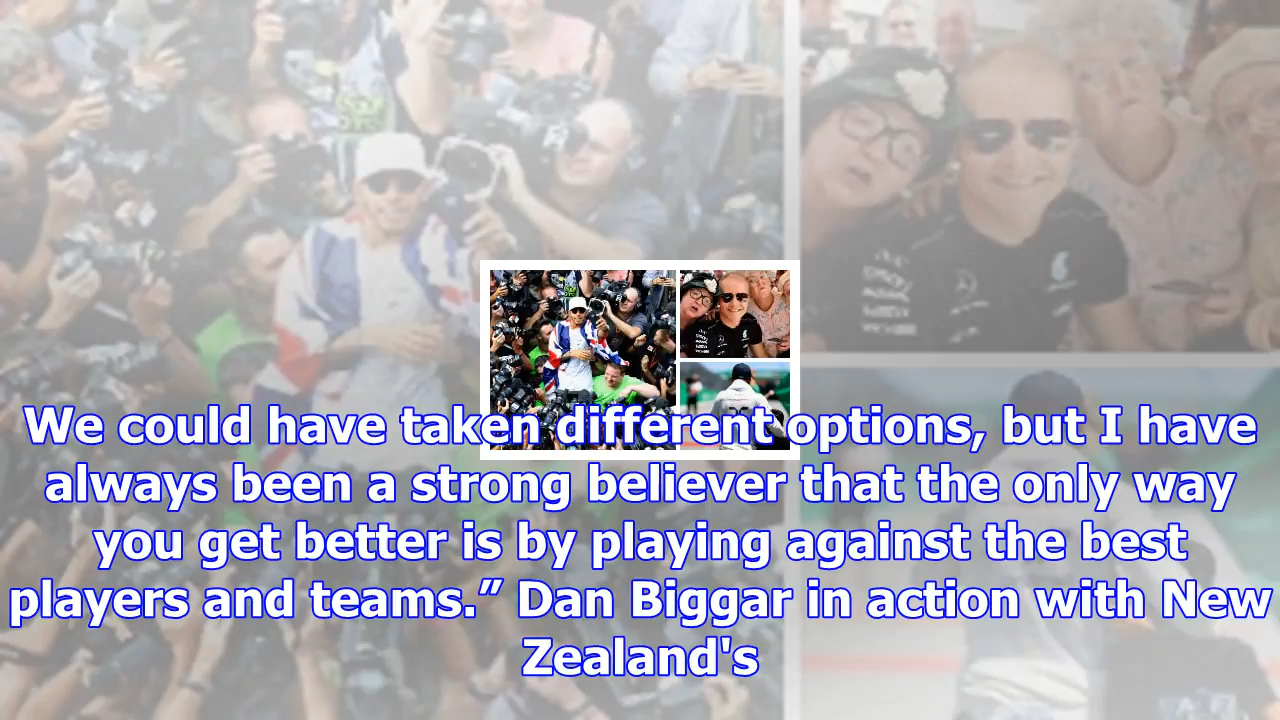 We could have taken different options, but I have
always been a strong believer that the only way
you get better is by playing against the best
players and teams.” Dan Biggar in action with New
Zealand's